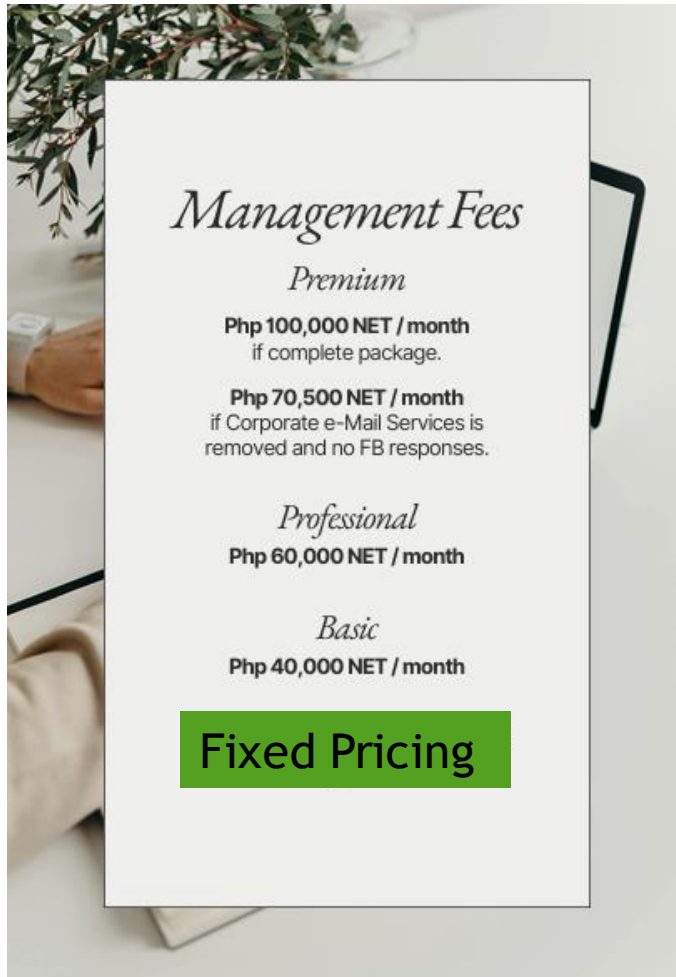 Management Fees
Premium
Php 100,000 NET / month
if complete package.
Php 70,500 NET / month
if Corporate e-Mail Services is
removed and no FB responses.
Professional
Php 60,000 NET / month
Basic
Php 40,000 NET / month
Fixed Pricing